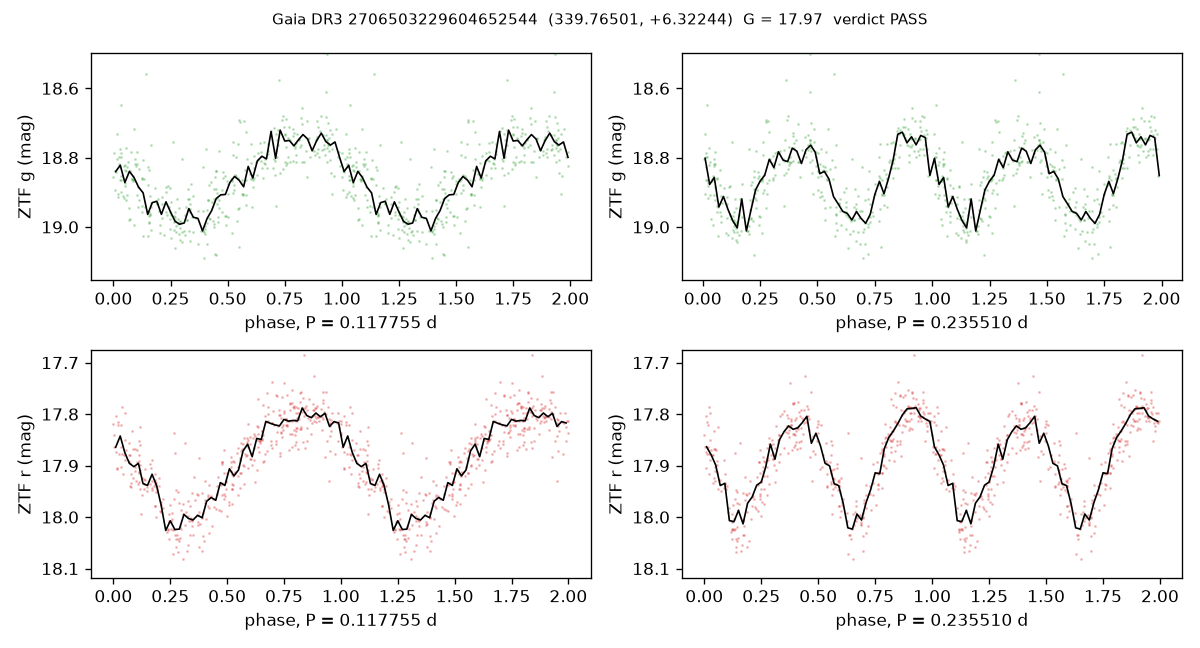 Gaia DR3 2706503229604652544  (339.76501, +6.32244)  G = 17.97  verdict PASS
ZTF g (mag)
18.6
18.8
19.0
0.00 0.25 0.50 0.75 1.00 1.25 1.50 1.75 2.00
phase, P = 0.117755 d
ZTF g (mag)
18.6
18.8
19.0
0.00 0.25 0.50 0.75 1.00 1.25 1.50 1.75 2.00
phase, P = 0.235510 d
ZTF r (mag)
17.7
17.8
17.9
18.0
18.1
0.00 0.25 0.50 0.75 1.00 1.25 1.50 1.75 2.00
phase, P = 0.117755 d
ZTF r (mag)
17.7
17.8
17.9
18.0
18.1
0.00 0.25 0.50 0.75 1.00 1.25 1.50 1.75 2.00
phase, P = 0.235510 d